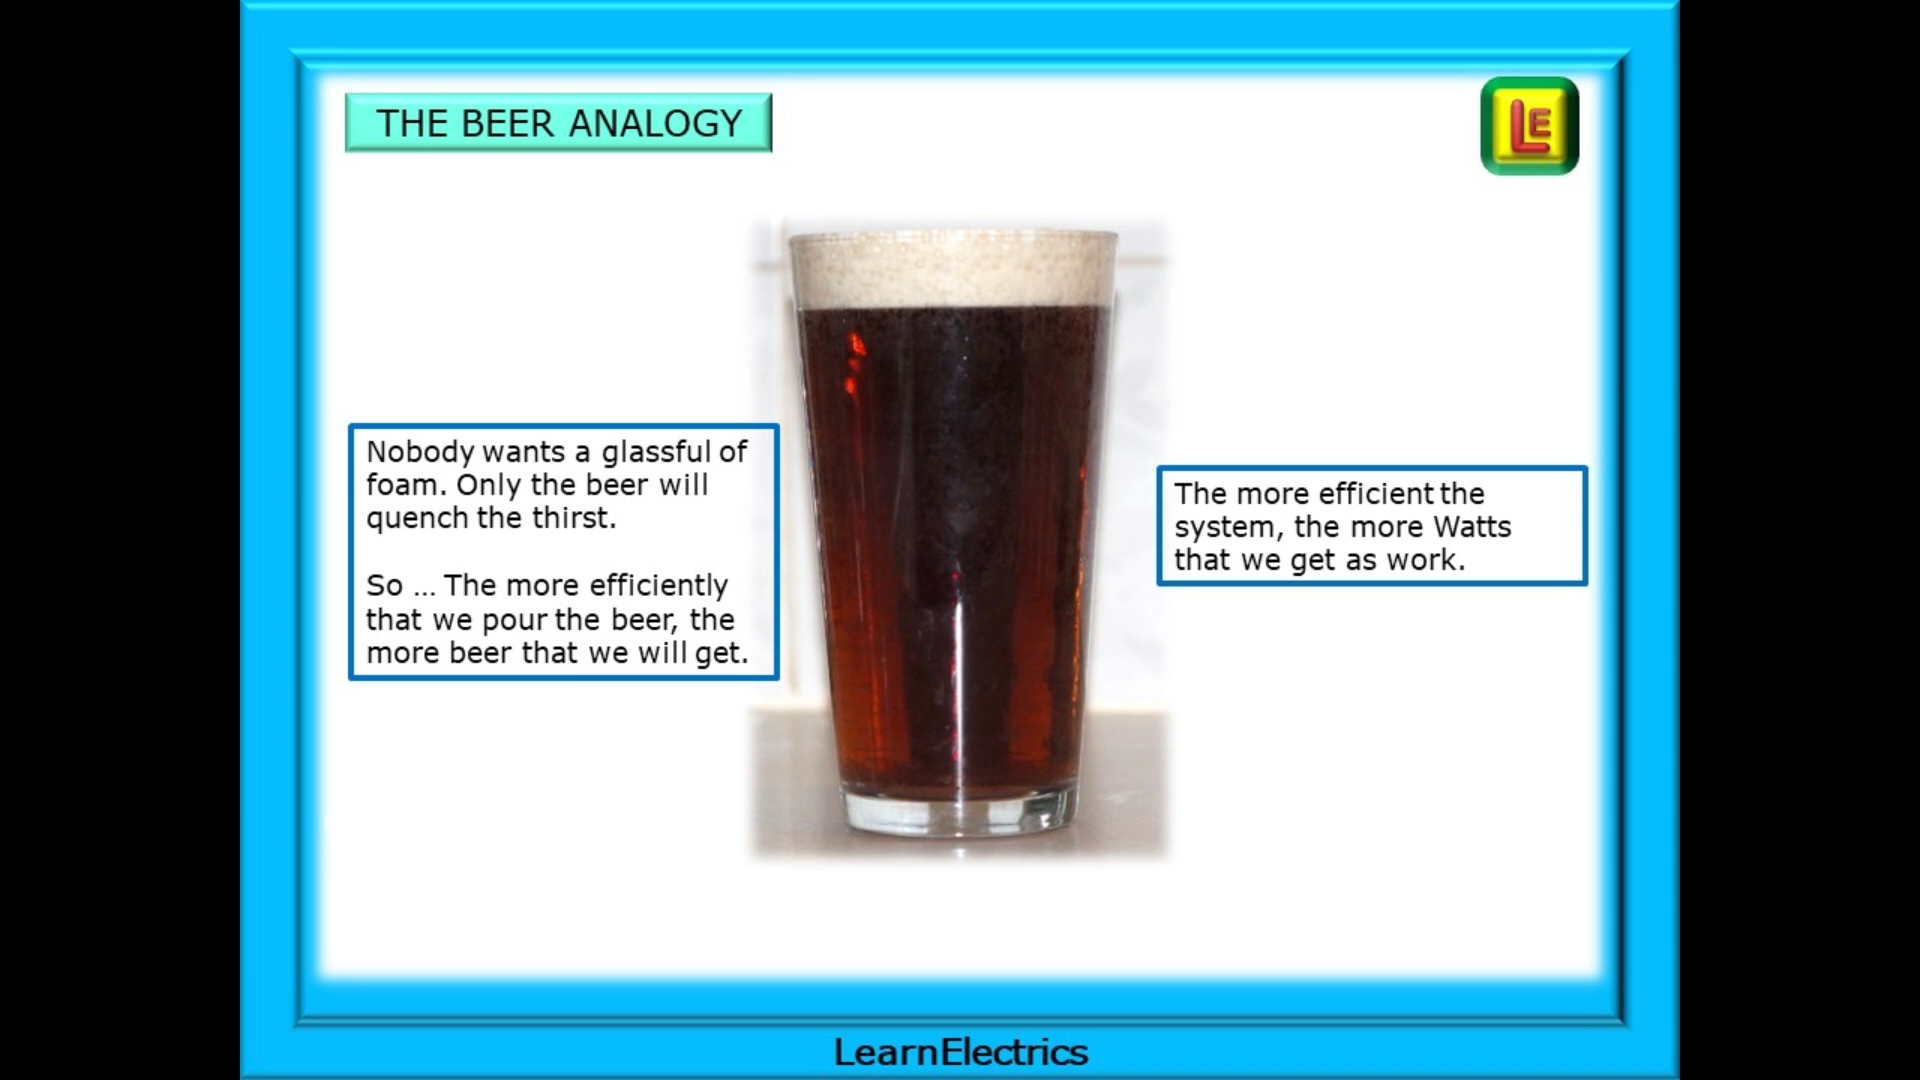 THE BEER ANALOGY
LE
Nobody wants a glassful of
foam. Only the beer will
quench the thirst.
So ... The more efficiently
that we pour the beer, the
more beer that we will get.
The more efficient the
system, the more Watts
that we get as work.
LearnElectrics